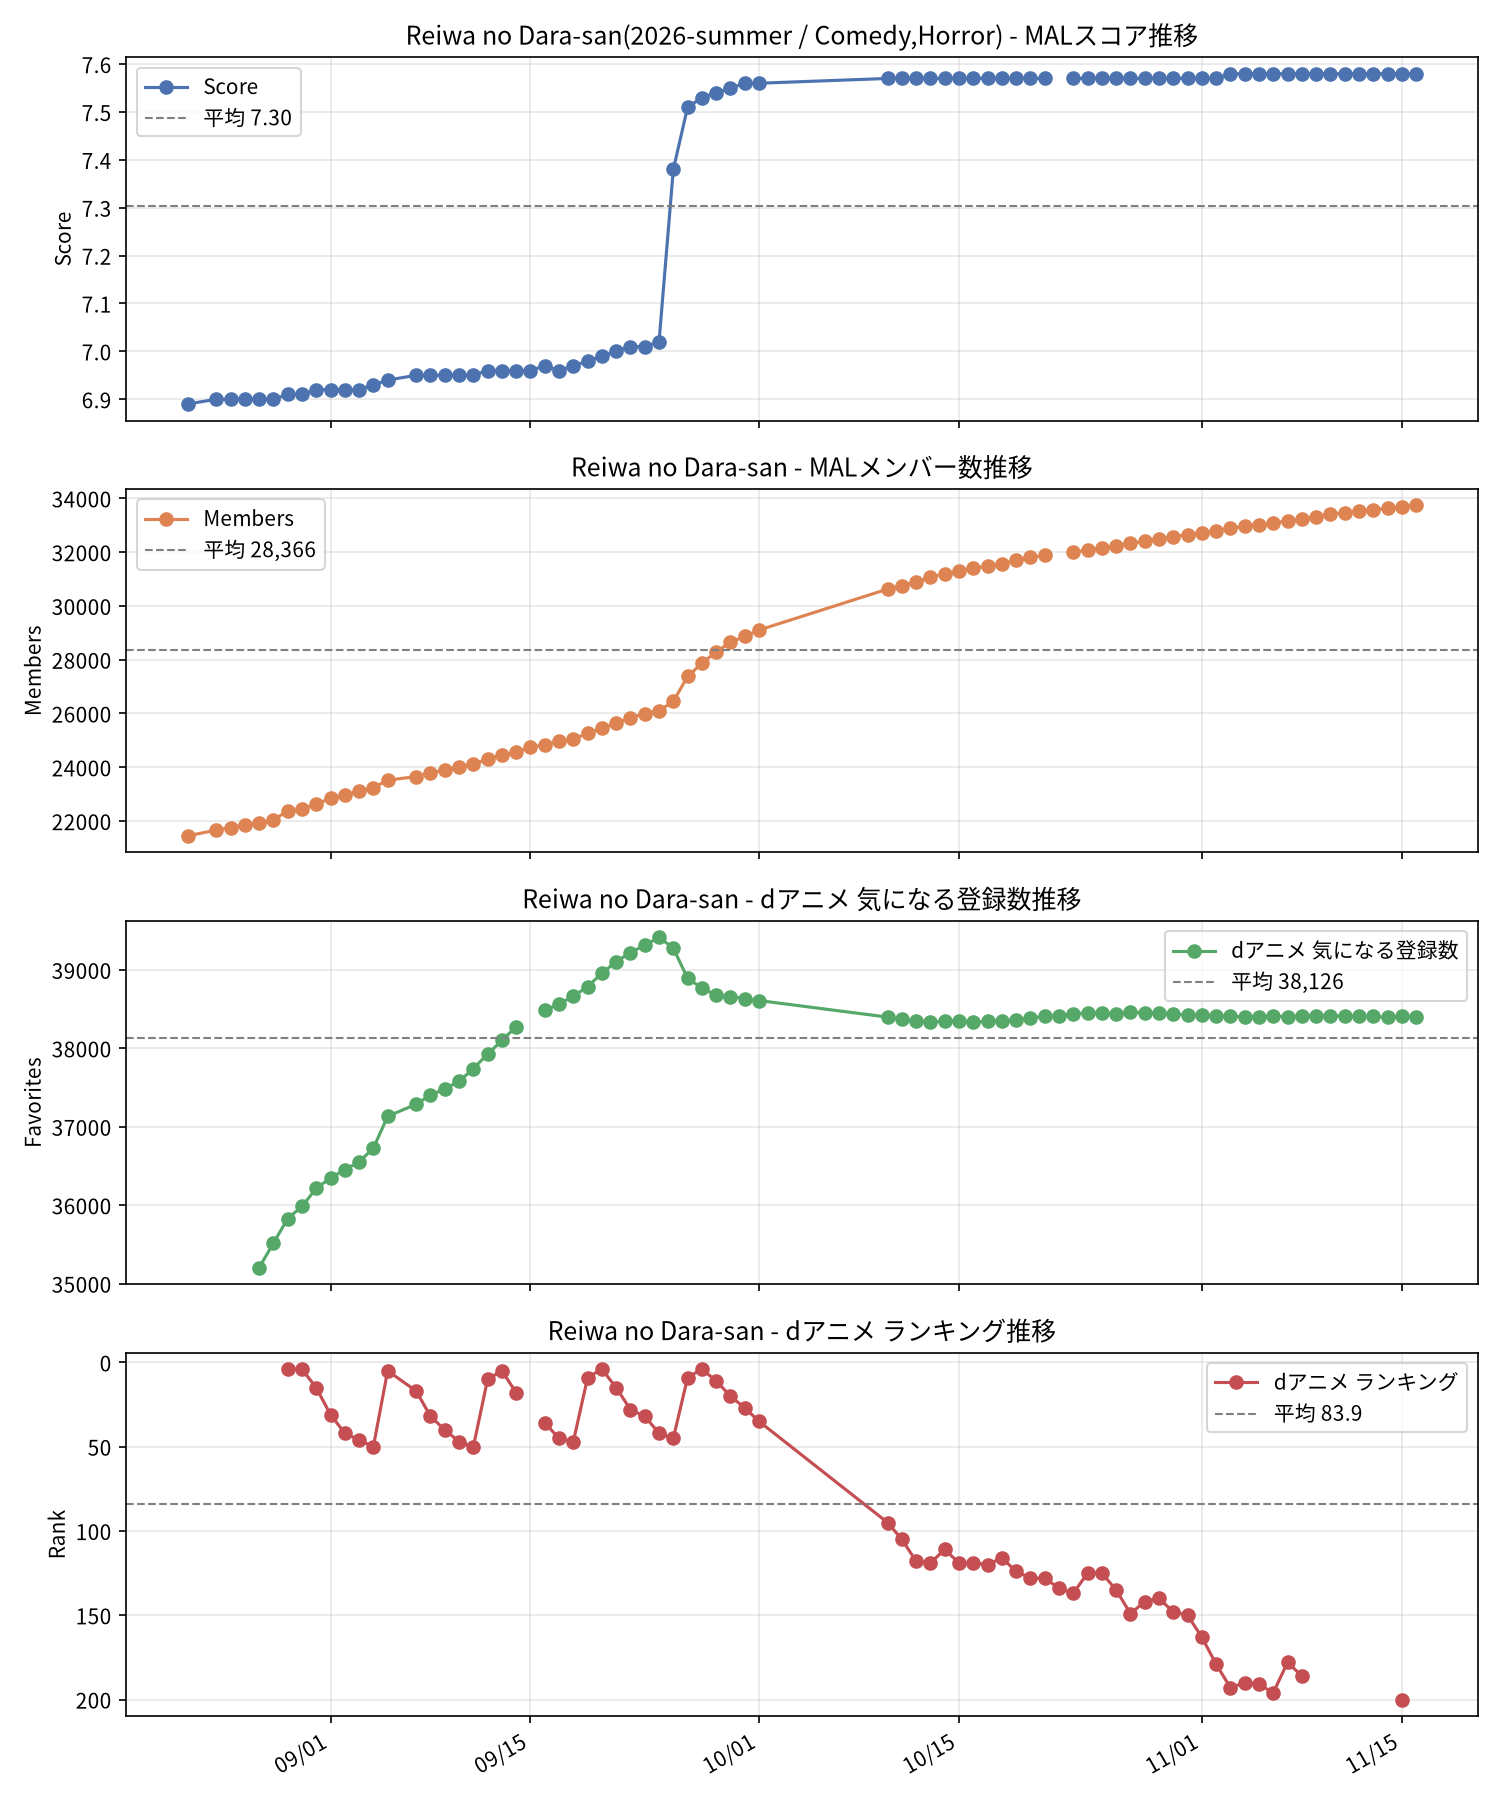 Reiwa no Dara-san(2026-summer / Comedy,Horror) - MALスコア推移
7.6
7.5
7.4
7.3
7.2
7.1
7.0
6.9
Score
Score
平均 7.30
Reiwa no Dara-san - MALメンバー数推移
34000
32000
30000
28000
26000
24000
22000
Members
Members
平均 28,366
Reiwa no Dara-san - dアニメ 気になる登録数推移
39000
38000
37000
36000
35000
Favorites
dアニメ 気になる登録数
平均 38,126
Reiwa no Dara-san - dアニメ ランキング推移
0
50
100
150
200
Rank
dアニメ ランキング
平均 83.9
09/01
09/15
10/01
10/15
11/01
11/15